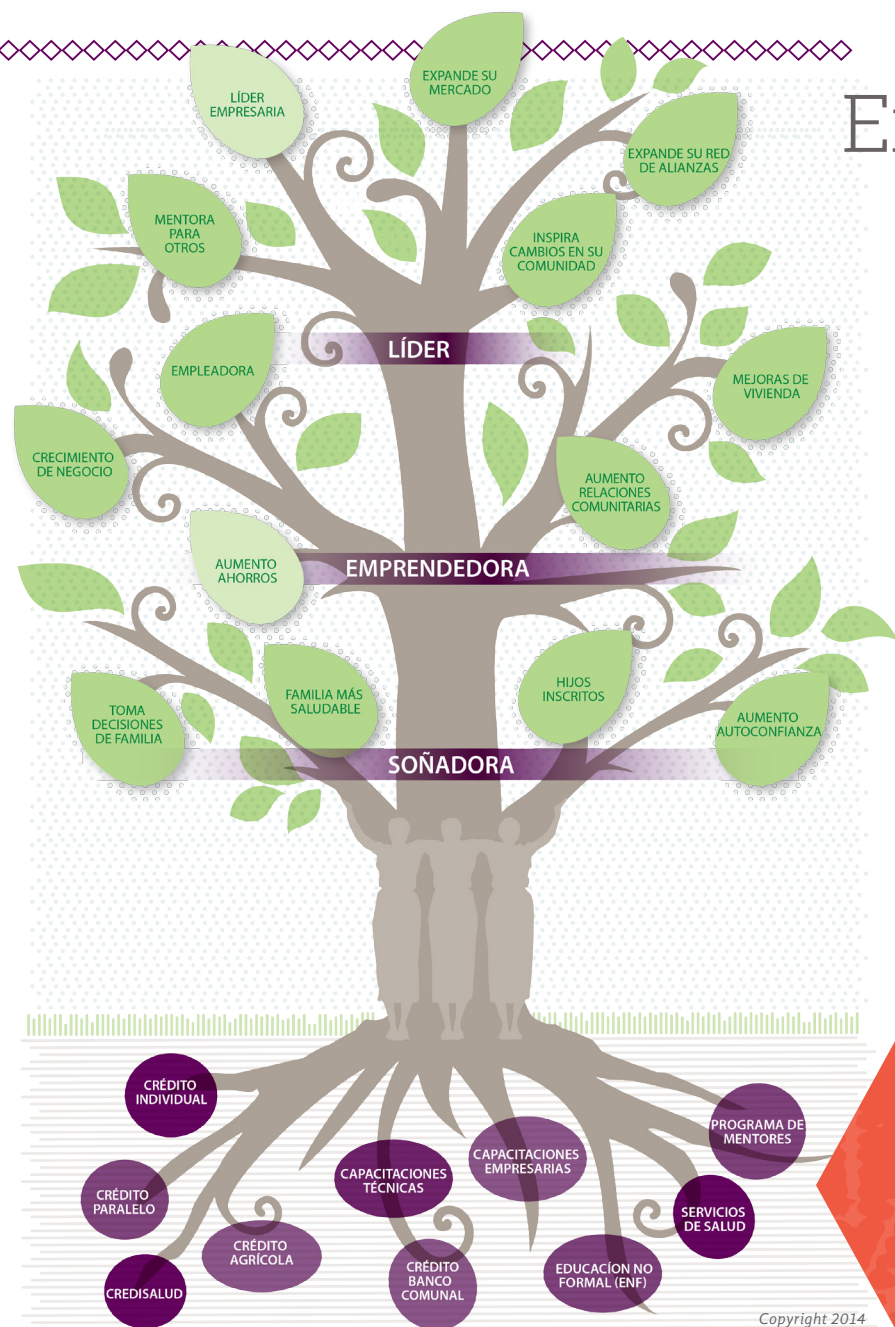 LÍDER
EMPRESARIA
EXPANDE SU
MERCADO
EXPANDE SU RED
DE ALIANZAS
MENTORA
PARA
OTROS
INSPIRA
CAMBIOS EN SU
COMUNIDAD
LÍDER
EMPLEADORA
MEJORAS DE
VIVIENDA
CRECIMIENTO
DE NEGOCIO
AUMENTO
RELACIONES
COMUNITARIAS
AUMENTO
AHORROS
EMPRENDEDORA
TOMA
DECISIONES
DE FAMILIA
FAMILIA MÁS
SALUDABLE
HIJOS
INSCRITOS
AUMENTO
AUTOCONFIANZA
SOÑADORA
CRÉDITO
INDIVIDUAL
PROGRAMA DE
MENTORES
CAPACITACIONES
TÉCNICAS
CAPACITACIONES
EMPRESARIAS
CRÉDITO
PARALELO
SERVICIOS
DE SALUD
CRÉDITO
AGRÍCOLA
CREDISALUD
CRÉDITO
BANCO
COMUNAL
EDUCACÍON NO
FORMAL (ENF)
Copyright 2014